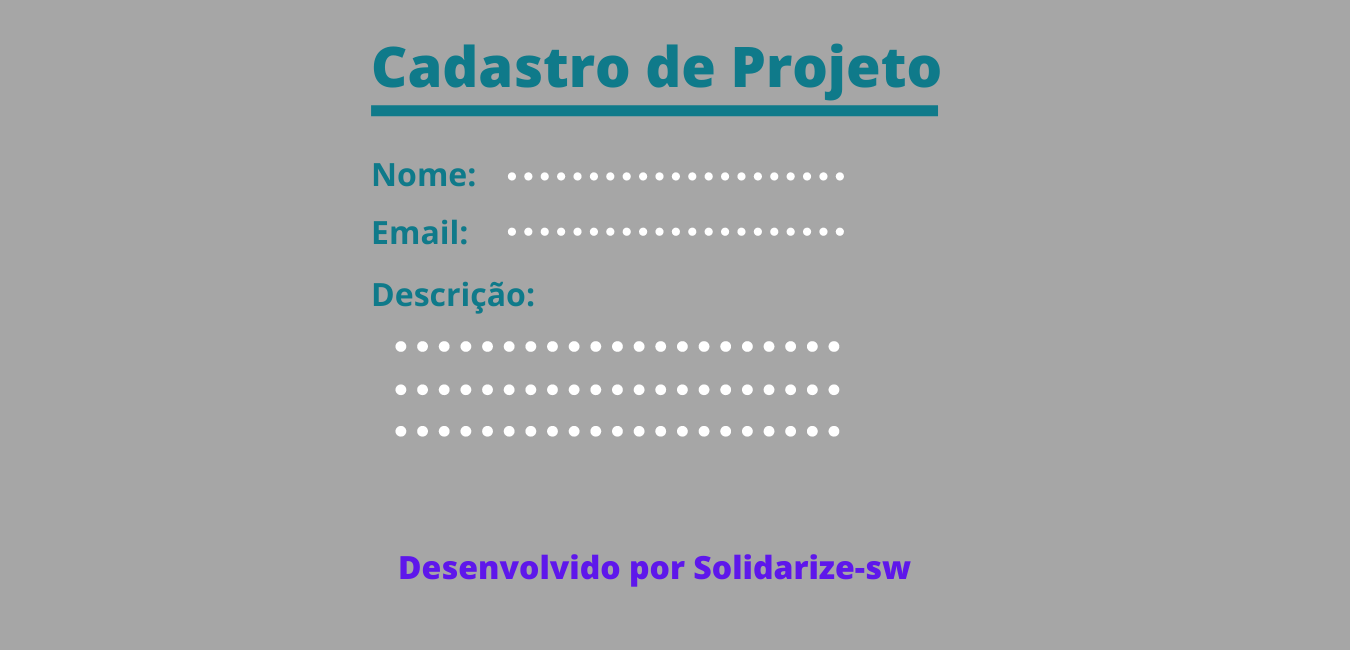 Cadastro de Projeto
Nome:
Email:
Descrição:
Desenvolvido por Solidarize-sw